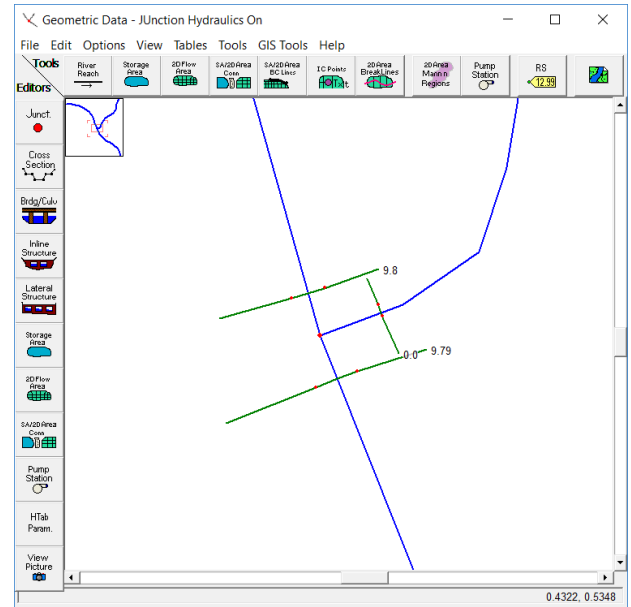 Geometric Data - JUnction Hydraulics On
File Edit Options View Tables Tools GIS Tools Help
Tools
Editors
River
Reach
Storage
Area
2D Flow
Area
SA/2D Area
Conn
SA/2D Area
BC Lines
IC Points
2D Area
BreakLines
2D Area
Mann n
Regions
Pump
Station
RS
12.99
Junct.
Cross
Section
Brdg/Culv
Inline
Structure
Lateral
Structure
Storage
Area
2D Flow
Area
SA/2D Area
Conn
Pump
Station
HTab
Param.
View
Picture
9.8
0.0
9.79
0.4322, 0.5348